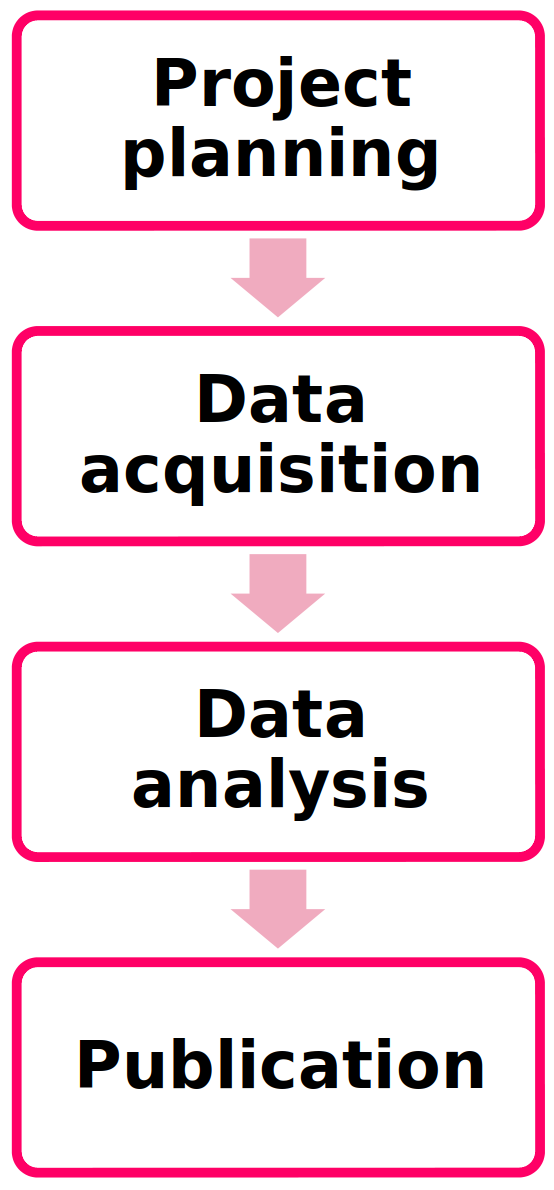 Project
planning
Data
acquisition
Data
analysis
Publication